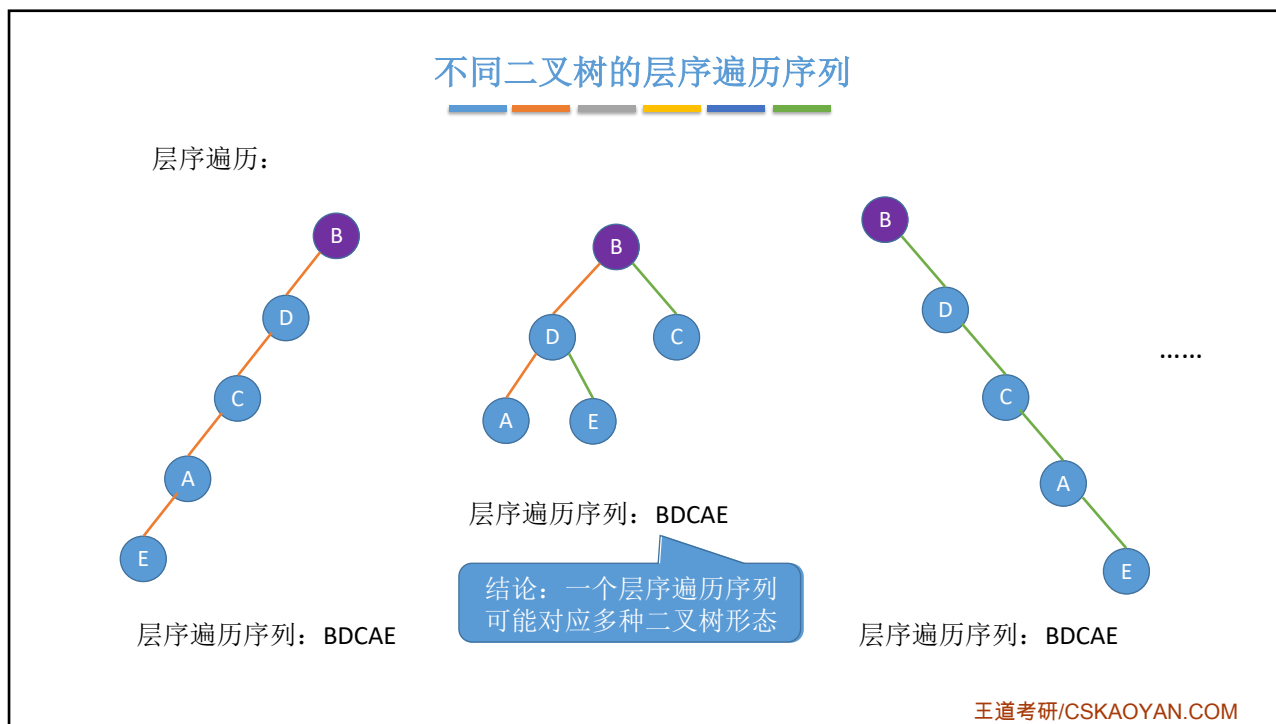 不同二叉树的层序遍历序列
层序遍历：
B
D
C
A
E
层序遍历序列：BDCAE
B
D
C
A
E
层序遍历序列：BDCAE
结论：一个层序遍历序列
可能对应多种二叉树形态
B
D
C
A
E
层序遍历序列：BDCAE
……
王道考研/CSKAOYAN.COM